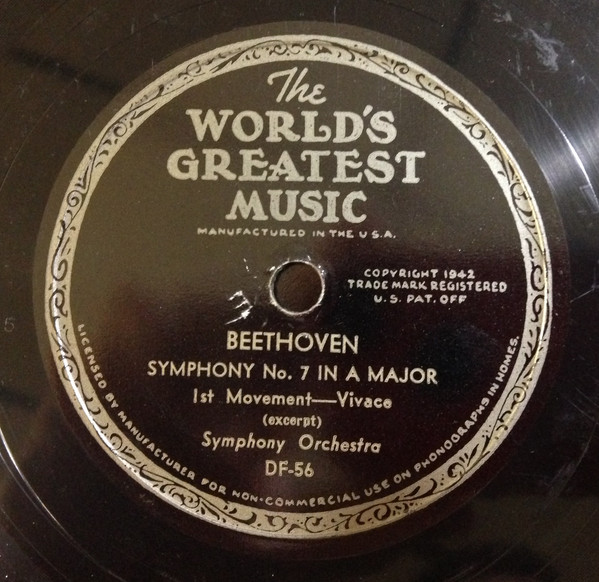 The
WORLD'S
GREATEST
MUSIC
MANUFACTURED IN THE U.S.A.
COPYRIGHT 1942
TRADE MARK REGISTERED
U.S. PAT. OFF
5
BEETHOVEN
SYMPHONY No. 7 IN A MAJOR
1st Movement—Vivace
(excerpt)
Symphony Orchestra
DF-56
LICENSED BY MANUFACTURER FOR NON-COMMERCIAL USE ON PHONOGRAPHS IN HOMES.